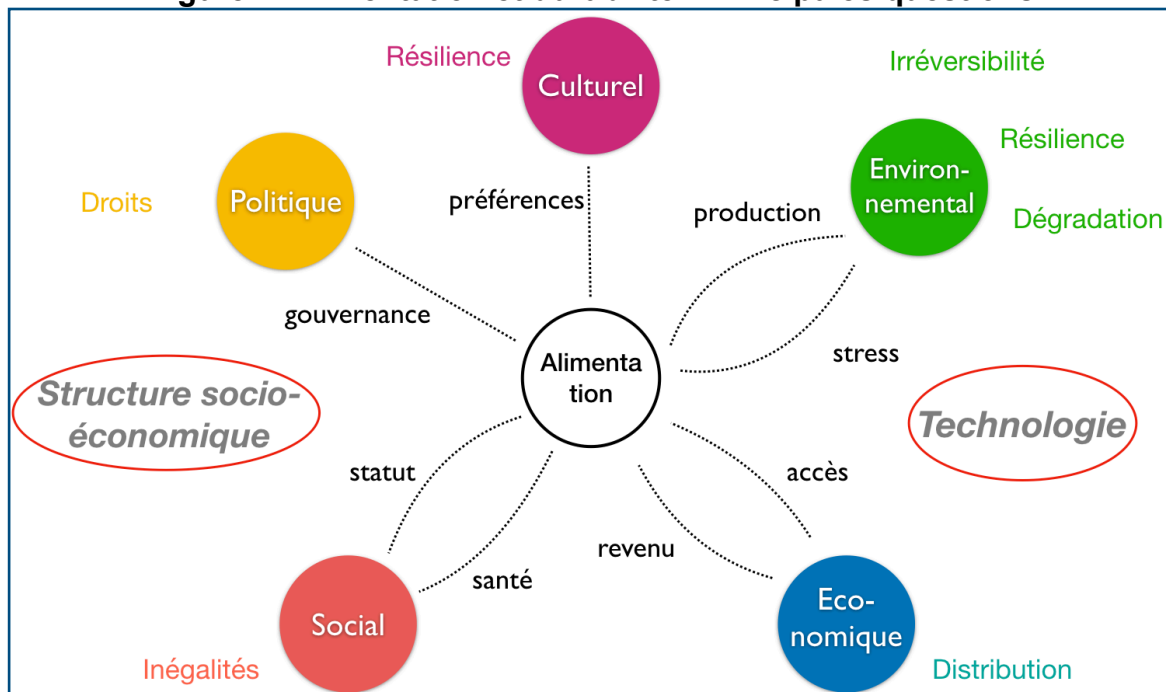 Résilience
Culturel
Irréversibilité
Résilience
Environ-
nemental
Dégradation
Droits
Politique
préférences
production
gouvernance
stress
Alimenta
tion
Structure socio-
économique
Technologie
statut
accès
revenu
santé
Social
Eco-
nomique
Inégalités
Distribution